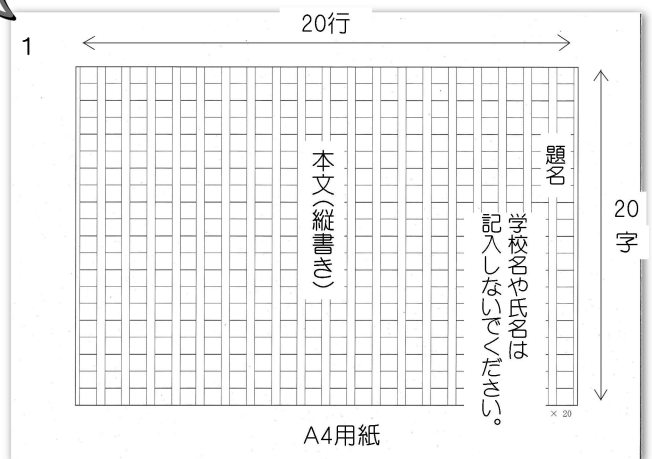 1
20行
題名
学校名や氏名は
記入しないでください。
本文(縦書き)
20
字
× 20
A4用紙